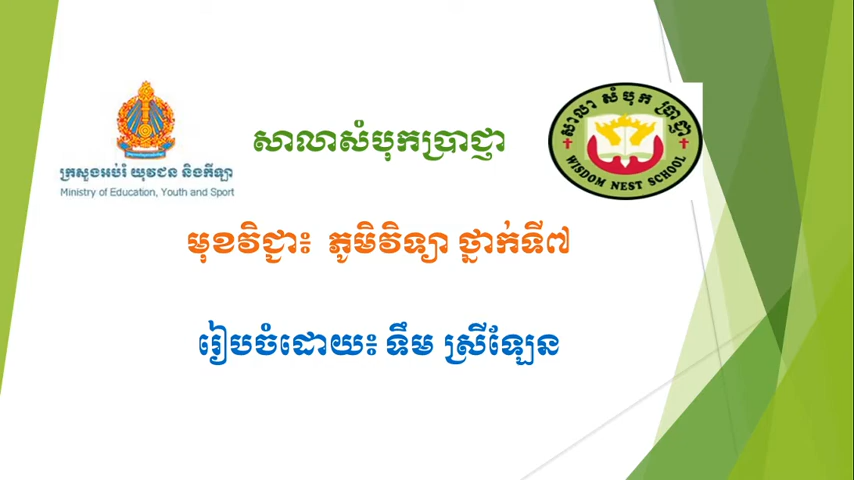 ក្រសួងអប់រំ យុវជន និងកីឡា
Ministry of Education, Youth and Sport
សាលាសំបុកប្រាជ្ញា
សាលា សំបុក ប្រាជ្ញា
WISDOM NEST SCHOOL
មុខវិជ្ជា៖ ភូមិវិទ្យា ថ្នាក់ទី៧
រៀបចំដោយ៖ ទឹម ស្រីឡែន